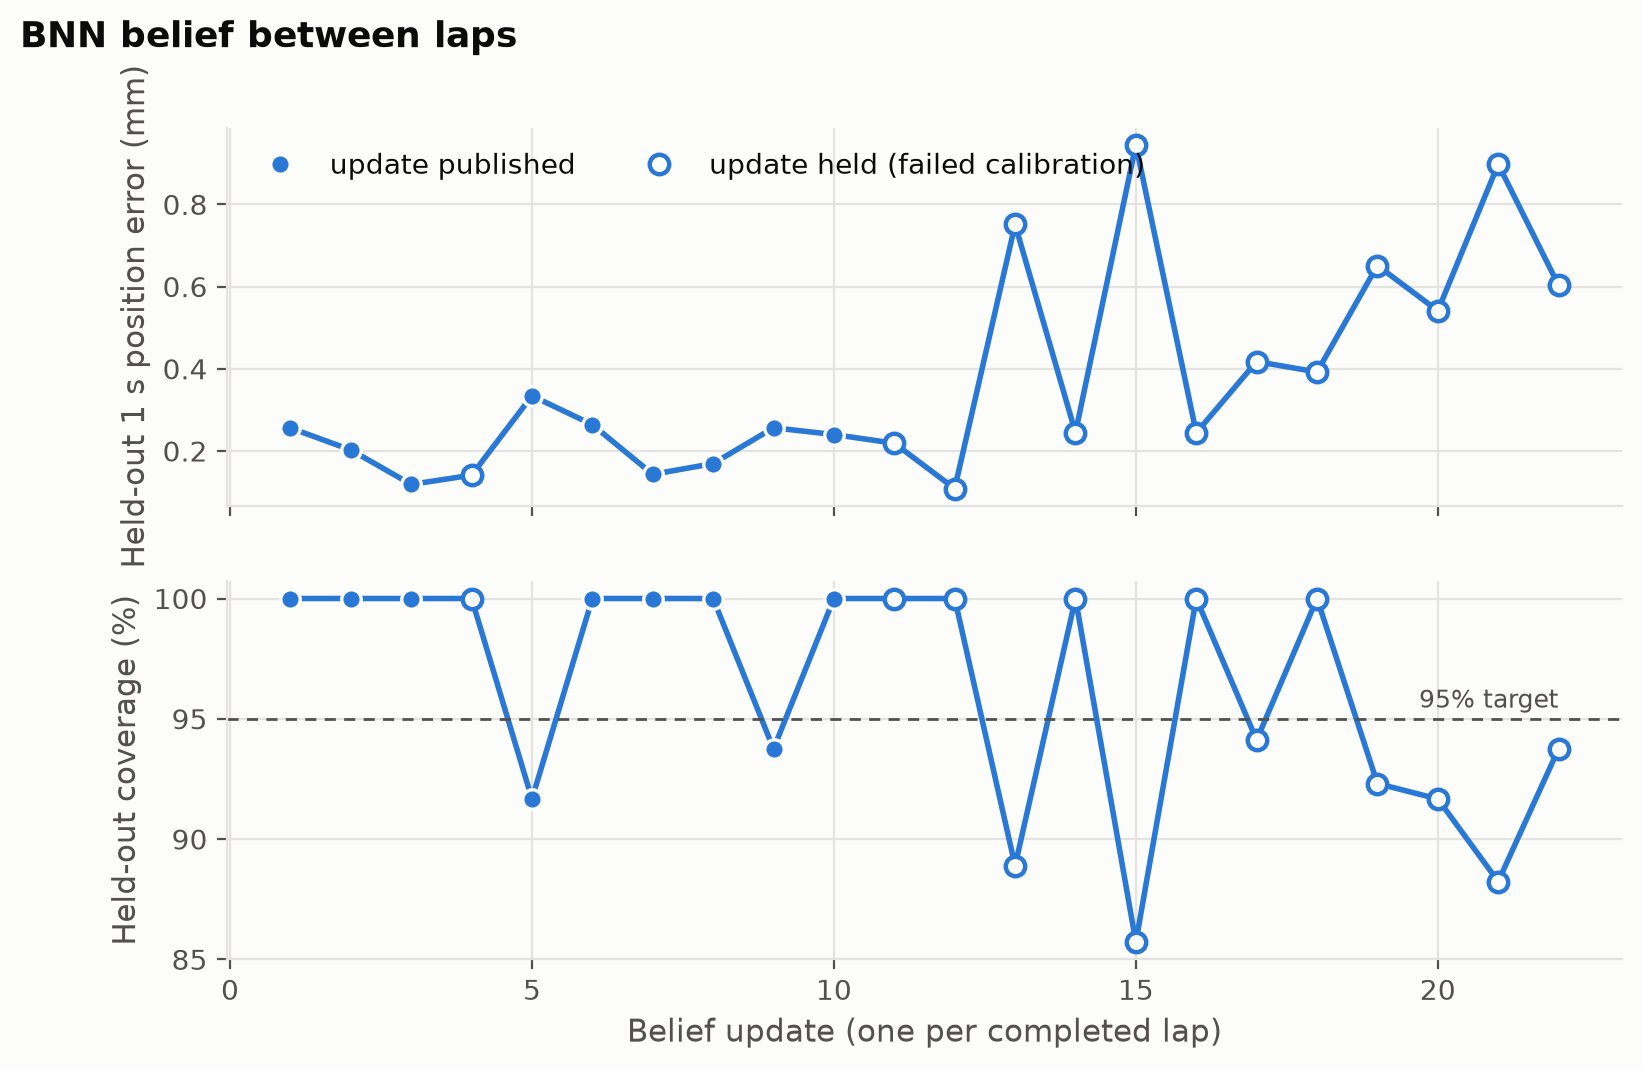 BNN belief between laps
Held-out 1 s position error (mm)
update published
update held (failed calibration)
0.8
0.6
0.4
0.2
Held-out coverage (%)
100
95
90
85
95% target
0
5
10
15
20
Belief update (one per completed lap)